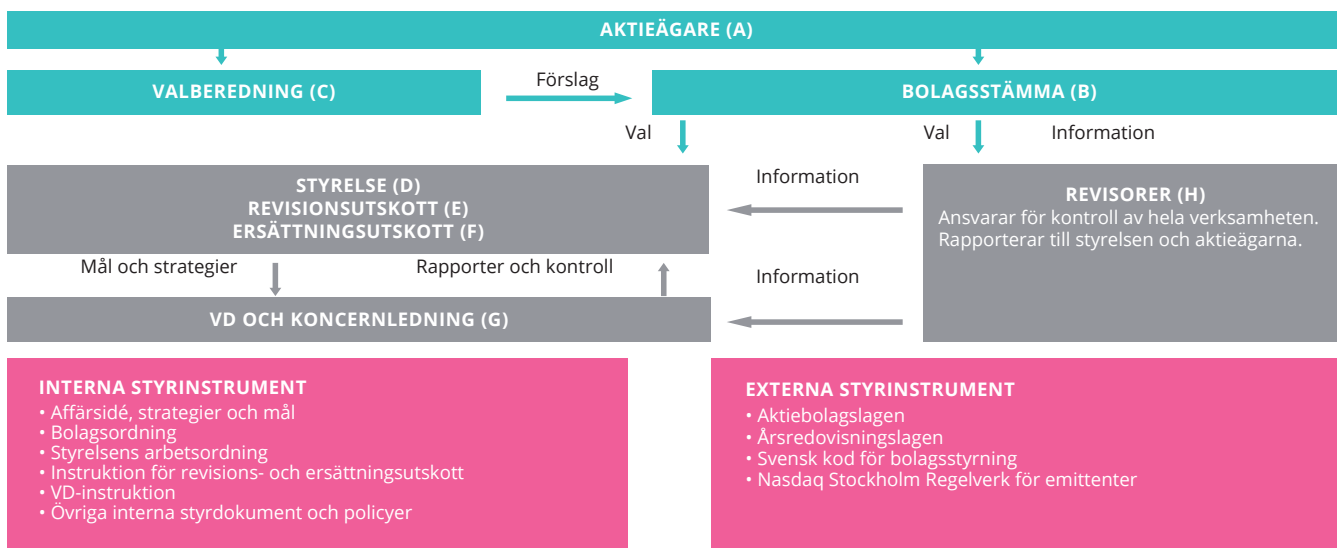 AKTIEÄGARE (A)
VALBEREDNING (C)
Förslag
BOLAGSSTÄMMA (B)
Val
Val
Information
STYRELSE (D)
REVISIONSUTSKOTT (E)
ERSÄTTNINGSUTSKOTT (F)
Information
REVISORER (H)
Ansvarar för kontroll av hela verksamheten.
Rapporterar till styrelsen och aktieägarna.
Mål och strategier
Rapporter och kontroll
Information
VD OCH KONCERNLEDNING (G)
INTERNA STYRINSTRUMENT
• Affärsidé, strategier och mål
• Bolagsordning
• Styrelsens arbetsordning
• Instruktion för revisions- och ersättningsutskott
• VD-instruktion
• Övriga interna styrdokument och policyer
EXTERNA STYRINSTRUMENT
• Aktiebolagslagen
• Årsredovisningslagen
• Svensk kod för bolagsstyrning
• Nasdaq Stockholm Regelverk för emittenter